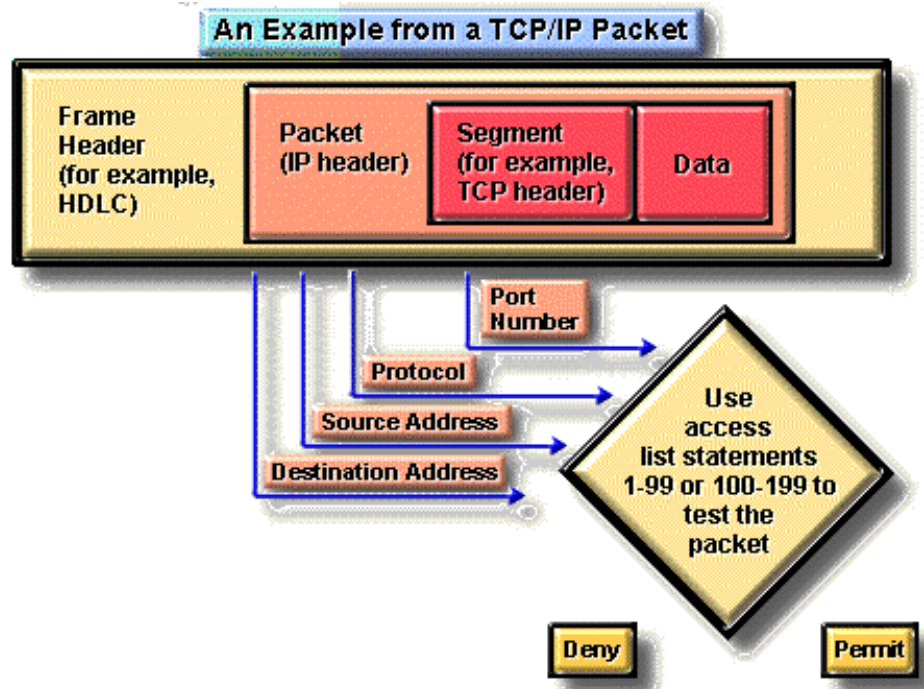 An Example from a TCP/IP Packet
Frame
Header
(for example,
HDLC)
Packet
(IP header)
Segment
(for example,
TCP header)
Data
Port
Number
Protocol
Source Address
Destination Address
Use
access
list statements
1-99 or 100-199 to
test the
packet
Deny
Permit